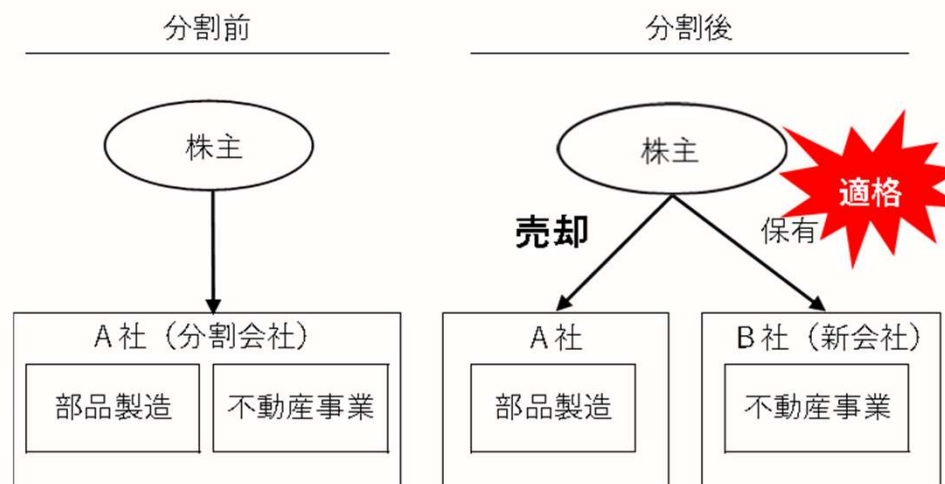 分割前
分割後
株主
株主
適格
売却
保有
A社（分割会社）
部品製造
不動産事業
A社
部品製造
B社（新会社）
不動産事業